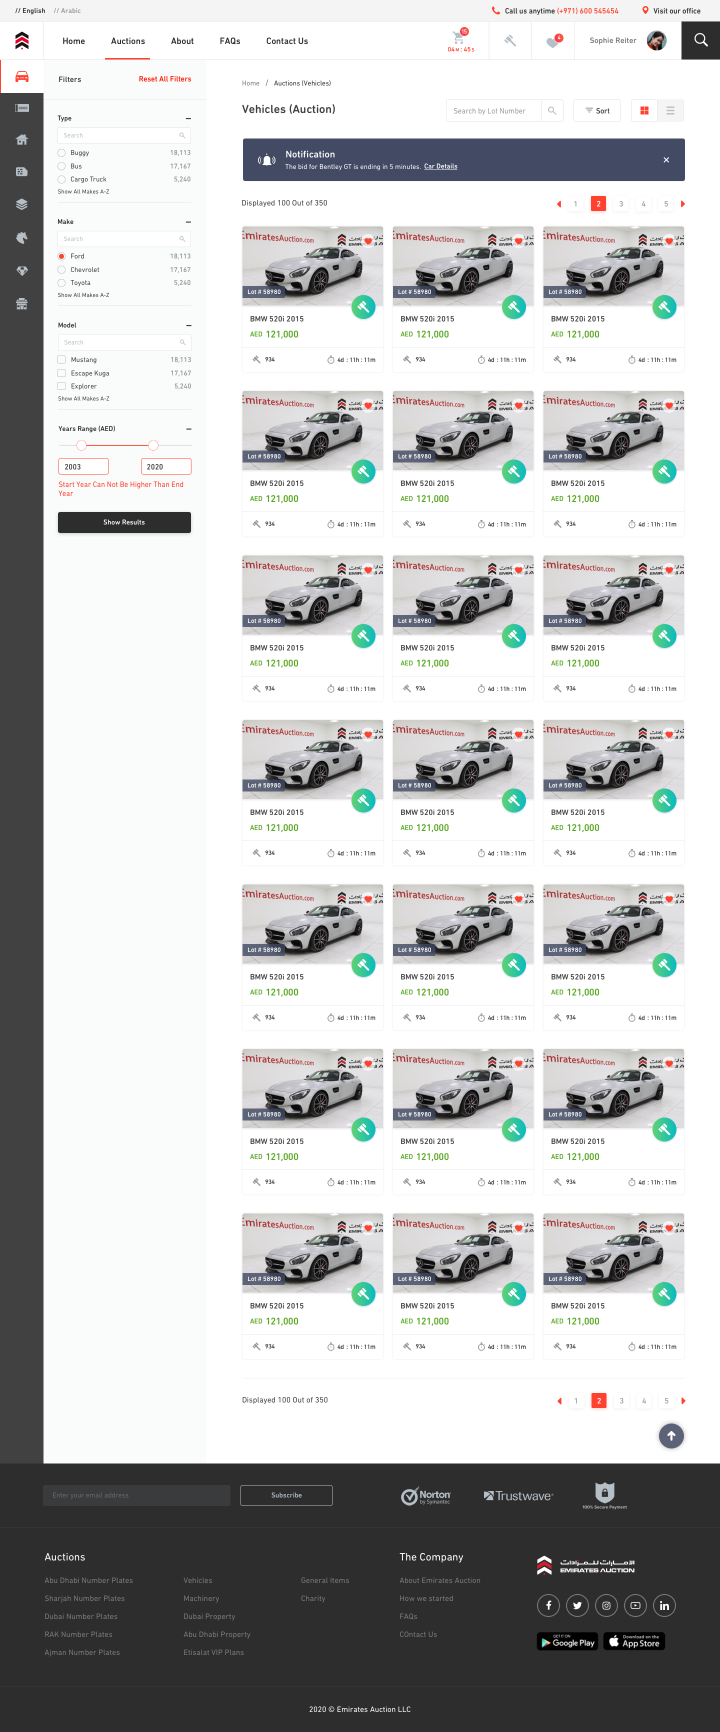 // English // Arabic
Call us anytime (+971) 600 545454
Visit our office
Home Auctions About FAQs Contact Us
04H : 45s
Sophie Reiter
Filters Reset All Filters
Type
Search
Buggy 18,113
Bus 17,167
Cargo Truck 5,240
Show All Makes A-Z
Make
Search
Ford 18,113
Chevrolet 17,167
Toyota 5,240
Show All Makes A-Z
Model
Search
Mustang 18,113
Escape Kuga 17,167
Explorer 5,240
Show All Makes A-Z
Years Range (AED)
2003 2020
Start Year Can Not Be Higher Than End
Year
Show Results
Home / Auctions (Vehicles)
Vehicles (Auction)
Search by Lot Number
Sort
Notification
The bid for Bentley GT is ending in 5 minutes. Car Details
Displayed 100 Out of 350
1 2 3 4 5
EmiratesAuction.com EmiratesAuction.com EmiratesAuction.com
Lot # 58980 Lot # 58980 Lot # 58980
BMW 520i 2015 BMW 520i 2015 BMW 520i 2015
AED 121,000 AED 121,000 AED 121,000
934 4d : 11h : 11m 934 4d : 11h : 11m 934 4d : 11h : 11m
EmiratesAuction.com EmiratesAuction.com EmiratesAuction.com
Lot # 58980 Lot # 58980 Lot # 58980
BMW 520i 2015 BMW 520i 2015 BMW 520i 2015
AED 121,000 AED 121,000 AED 121,000
934 4d : 11h : 11m 934 4d : 11h : 11m 934 4d : 11h : 11m
EmiratesAuction.com EmiratesAuction.com EmiratesAuction.com
Lot # 58980 Lot # 58980 Lot # 58980
BMW 520i 2015 BMW 520i 2015 BMW 520i 2015
AED 121,000 AED 121,000 AED 121,000
934 4d : 11h : 11m 934 4d : 11h : 11m 934 4d : 11h : 11m
EmiratesAuction.com EmiratesAuction.com EmiratesAuction.com
Lot # 58980 Lot # 58980 Lot # 58980
BMW 520i 2015 BMW 520i 2015 BMW 520i 2015
AED 121,000 AED 121,000 AED 121,000
934 4d : 11h : 11m 934 4d : 11h : 11m 934 4d : 11h : 11m
EmiratesAuction.com EmiratesAuction.com EmiratesAuction.com
Lot # 58980 Lot # 58980 Lot # 58980
BMW 520i 2015 BMW 520i 2015 BMW 520i 2015
AED 121,000 AED 121,000 AED 121,000
934 4d : 11h : 11m 934 4d : 11h : 11m 934 4d : 11h : 11m
EmiratesAuction.com EmiratesAuction.com EmiratesAuction.com
Lot # 58980 Lot # 58980 Lot # 58980
BMW 520i 2015 BMW 520i 2015 BMW 520i 2015
AED 121,000 AED 121,000 AED 121,000
934 4d : 11h : 11m 934 4d : 11h : 11m 934 4d : 11h : 11m
EmiratesAuction.com EmiratesAuction.com EmiratesAuction.com
Lot # 58980 Lot # 58980 Lot # 58980
BMW 520i 2015 BMW 520i 2015 BMW 520i 2015
AED 121,000 AED 121,000 AED 121,000
934 4d : 11h : 11m 934 4d : 11h : 11m 934 4d : 11h : 11m
Displayed 100 Out of 350
1 2 3 4 5
Enter your email address
Subscribe
Norton
by Symantec
Trustwave
100% Secure Payment
Auctions
Abu Dhabi Number Plates
Sharjah Number Plates
Dubai Number Plates
RAK Number Plates
Ajman Number Plates
Vehicles
Machinery
Dubai Property
Abu Dhabi Property
Etisalat VIP Plans
General Items
Charity
The Company
About Emirates Auction
How we started
FAQs
COntact Us
الإمارات للمزادات
EMIRATES AUCTION
GET IT ON
Google Play
Download on the
App Store
2020 © Emirates Auction LLC